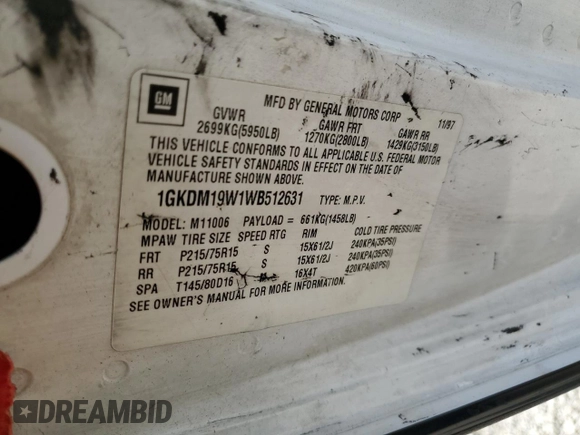 GM
MFD BY GENERAL MOTORS CORP 11/97
GVWR GAWR FRT GAWR RR
2699KG(5950LB) 1270KG(2800LB) 1429KG(3150LB)
THIS VEHICLE CONFORMS TO ALL APPLICABLE U.S. FEDERAL MOTOR
VEHICLE SAFETY STANDARDS IN EFFECT ON THE DATE OF
MANUFACTURE SHOWN ABOVE.
1GKDM19W1WB512631 TYPE: M.P.V.
MODEL: M11006 PAYLOAD = 661KG(1458LB)
MPAW TIRE SIZE SPEED RTG RIM COLD TIRE PRESSURE
FRT P215/75R15 S 15X61/2J 240KPA(35PSI)
RR P215/75R15 S 15X61/2J 240KPA(35PSI)
SPA T145/80D16 M 16X4T 420KPA(60PSI)
SEE OWNER'S MANUAL FOR MORE INFORMATION.
DREAMBID